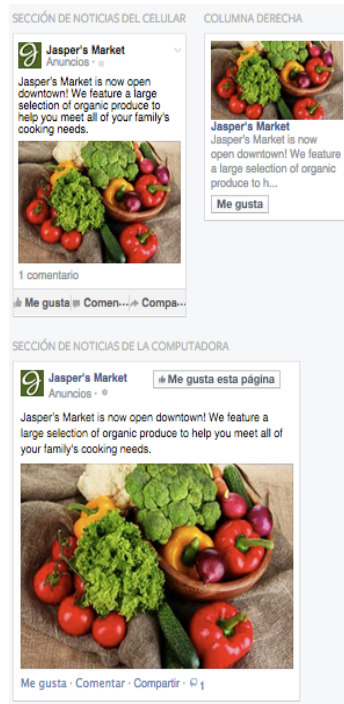 SECCIÓN DE NOTICIAS DEL CELULAR
Jasper's Market
Anuncios ·
Jasper's Market is now open
downtown! We feature a large
selection of organic produce to
help you meet all of your family's
cooking needs.
1 comentario
Me gusta Comen... Compa...
COLUMNA DERECHA
Jasper's Market
Jasper's Market is now
open downtown! We feature
a large selection of organic
produce to h...
Me gusta
SECCIÓN DE NOTICIAS DE LA COMPUTADORA
Jasper's Market
Me gusta esta página
Anuncios ·
Jasper's Market is now open downtown! We feature a
large selection of organic produce to help you meet all of
your family's cooking needs.
Me gusta · Comentar · Compartir · 1